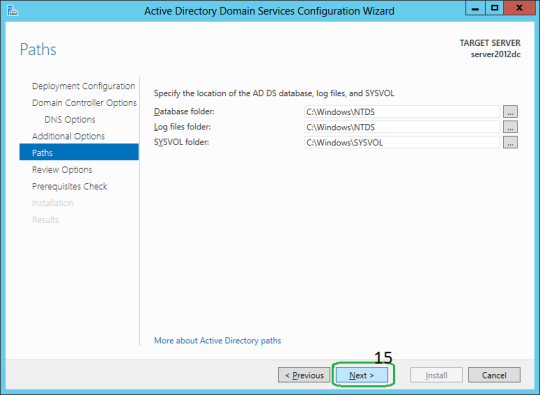 Active Directory Domain Services Configuration Wizard
Paths
TARGET SERVER
server2012dc
Deployment Configuration
Domain Controller Options
DNS Options
Additional Options
Paths
Review Options
Prerequisites Check
Installation
Results
Specify the location of the AD DS database, log files, and SYSVOL
Database folder: C:\Windows\NTDS ...
Log files folder: C:\Windows\NTDS ...
SYSVOL folder: C:\Windows\SYSVOL ...
More about Active Directory paths
15
< Previous Next > Install Cancel